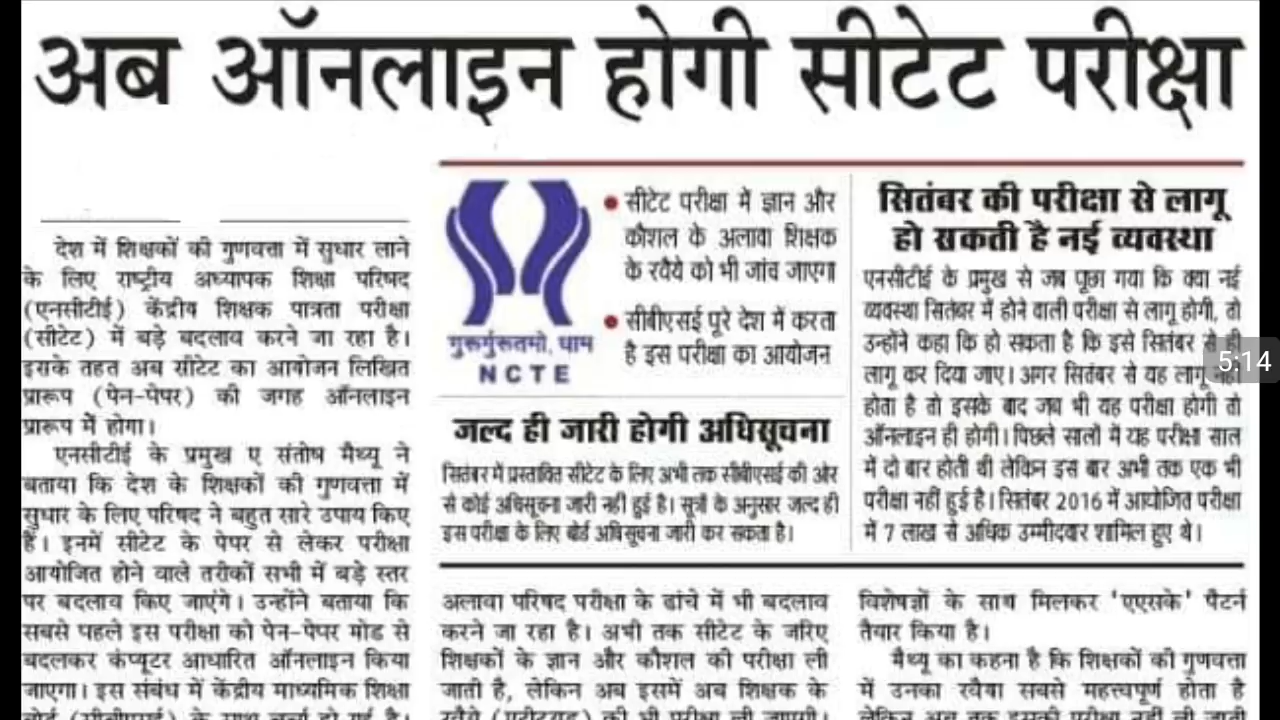 अब ऑनलाइन होगी सीटेट परीक्षा
देश में शिक्षकों की गुणवत्ता में सुधार लाने
के लिए राष्ट्रीय अध्यापक शिक्षा परिषद
(एनसीटीई) केंद्रीय शिक्षक पात्रता परीक्षा
(सीटेट) में बड़े बदलाव करने जा रहा है।
इसके तहत अब सीटेट का आयोजन लिखित
प्रारूप (पेन-पेपर) की जगह ऑनलाइन
प्रारूप में होगा।
एनसीटीई के प्रमुख ए संतोष मैथ्यू ने
बताया कि देश के शिक्षकों की गुणवत्ता में
सुधार के लिए परिषद ने बहुत सारे उपाय किए
हैं। इनमें सीटेट के पेपर से लेकर परीक्षा
आयोजित होने वाले तरीकों सभी में बड़े स्तर
पर बदलाव किए जाएंगे। उन्होंने बताया कि
सबसे पहले इस परीक्षा को पेन-पेपर मोड से
बदलकर कंप्यूटर आधारित ऑनलाइन किया
जाएगा। इस संबंध में केंद्रीय माध्यमिक शिक्षा
गुरूर्गुरूतमो, धाम
NCTE
सीटेट परीक्षा में ज्ञान और
कौशल के अलावा शिक्षक
के रवैये को भी जांच जाएगा
सीबीएसई पूरे देश में करता
है इस परीक्षा का आयोजन
जल्द ही जारी होगी अधिसूचना
सितंबर में प्रस्तावित सीटेट के लिए अभी तक सीबीएसई की ओर
से कोई अधिसूचना जारी नहीं हुई है। सूत्रों के अनुसार जल्द ही
इस परीक्षा के लिए बोर्ड अधिसूचना जारी कर सकता है।
सितंबर की परीक्षा से लागू
हो सकती है नई व्यवस्था
एनसीटीई के प्रमुख से जब पूछा गया कि क्या नई
व्यवस्था सितंबर में होने वाली परीक्षा से लागू होगी, तो
उन्होंने कहा कि हो सकता है कि इसे सितंबर से ही
लागू कर दिया जाए। अगर सितंबर से यह लागू नहीं
होता है तो इसके बाद जब भी यह परीक्षा होगी तो
ऑनलाइन ही होगी। पिछले सालों में यह परीक्षा साल
में दो बार होती थी लेकिन इस बार अभी तक एक भी
परीक्षा नहीं हुई है। सितंबर 2016 में आयोजित परीक्षा
में 7 लाख से अधिक उम्मीदवार शामिल हुए थे।
5:14
अलावा परिषद परीक्षा के ढांचे में भी बदलाव
करने जा रहा है। अभी तक सीटेट के जरिए
शिक्षकों के ज्ञान और कौशल की परीक्षा ली
जाती है, लेकिन अब इसमें अब शिक्षक के
विशेषज्ञों के साथ मिलकर 'एएसके' पैटर्न
तैयार किया है।
मैथ्यू का कहना है कि शिक्षकों की गुणवत्ता
में उनका रवैया सबसे महत्त्वपूर्ण होता है